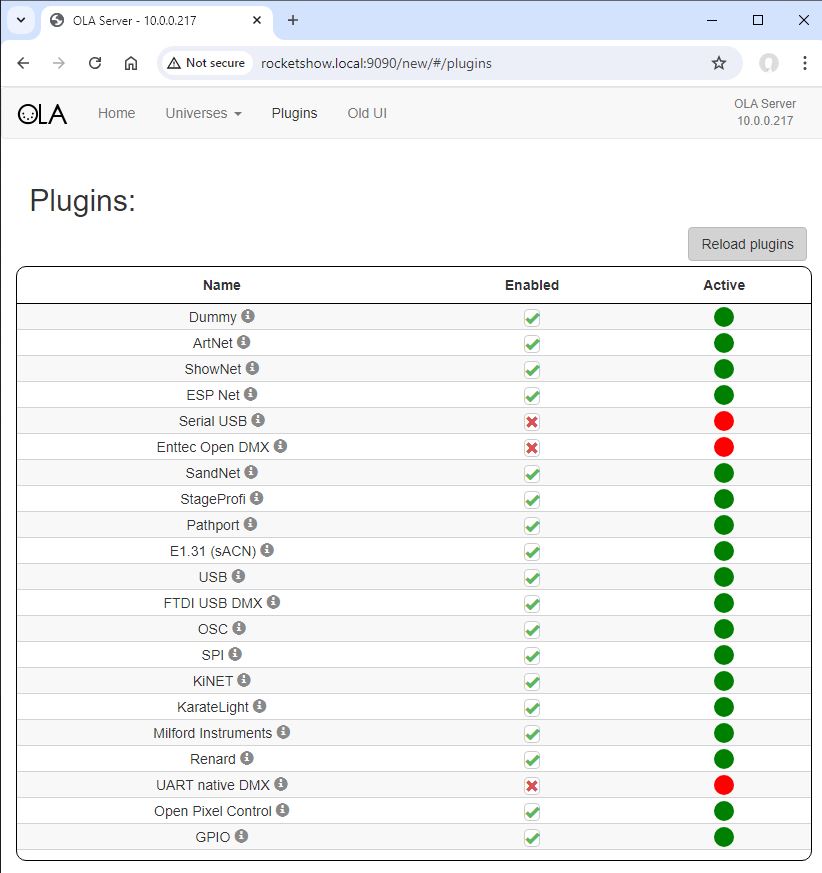 OLA Server - 10.0.0.217
Not secure rocketshow.local:9090/new/#/plugins
OLA Home Universes Plugins Old UI OLA Server
10.0.0.217
Plugins:
Reload plugins
Name Enabled Active
Dummy
ArtNet
ShowNet
ESP Net
Serial USB
Enttec Open DMX
SandNet
StageProfi
Pathport
E1.31 (sACN)
USB
FTDI USB DMX
OSC
SPI
KiNET
KarateLight
Milford Instruments
Renard
UART native DMX
Open Pixel Control
GPIO